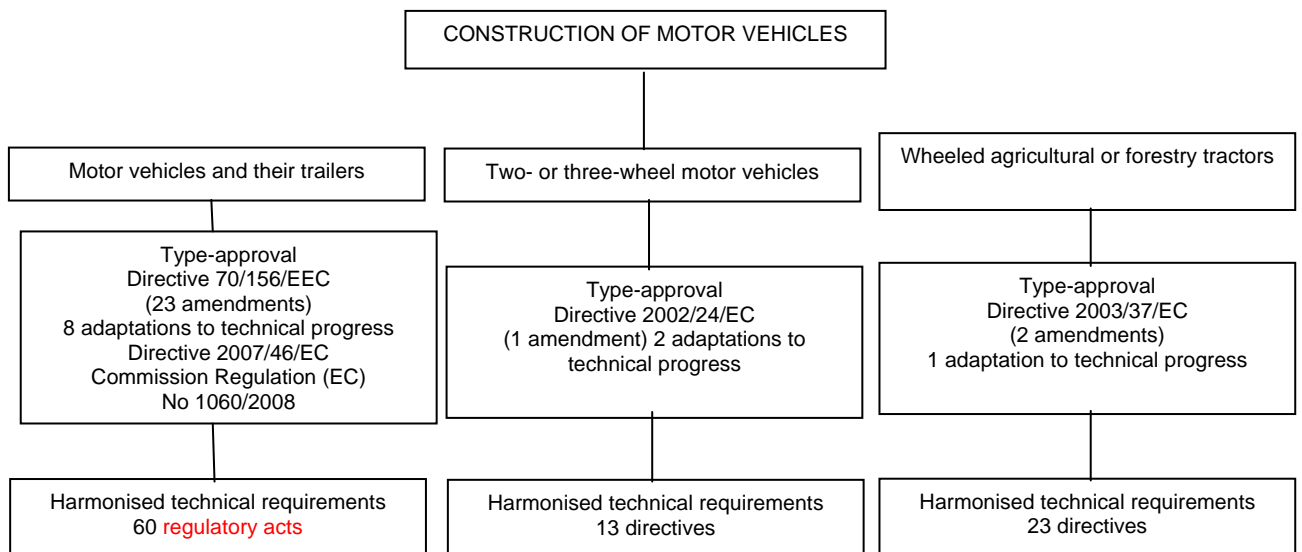 CONSTRUCTION OF MOTOR VEHICLES
Motor vehicles and their trailers
Two- or three-wheel motor vehicles
Wheeled agricultural or forestry tractors
Type-approval
Directive 70/156/EEC
(23 amendments)
8 adaptations to technical progress
Directive 2007/46/EC
Commission Regulation (EC)
No 1060/2008
Type-approval
Directive 2002/24/EC
(1 amendment) 2 adaptations to
technical progress
Type-approval
Directive 2003/37/EC
(2 amendments)
1 adaptation to technical progress
Harmonised technical requirements
60 regulatory acts
Harmonised technical requirements
13 directives
Harmonised technical requirements
23 directives